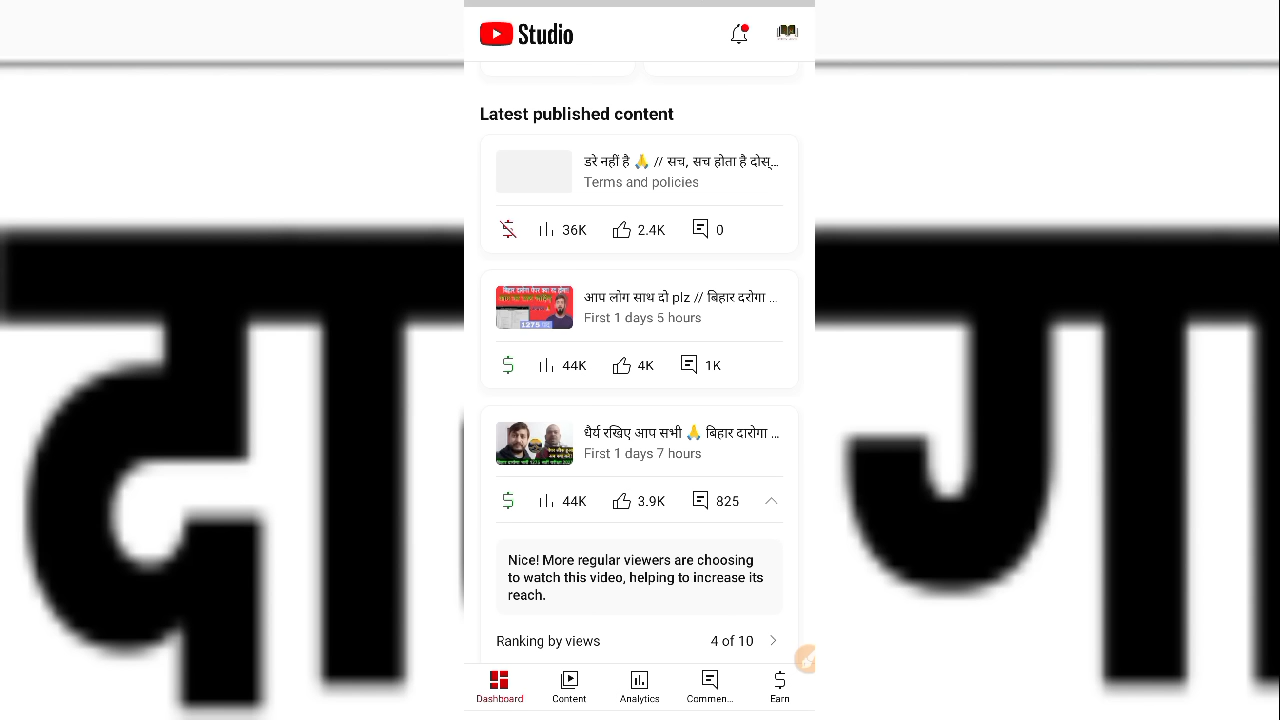 Studio
Latest published content
डरे नहीं है 🙏 // सच, सच होता है दोस्...
Terms and policies
36K 2.4K 0
आप लोग साथ दो plz // बिहार दरोगा ...
First 1 days 5 hours
1275
44K 4K 1K
धैर्य रखिए आप सभी 🙏 बिहार दारोगा ...
First 1 days 7 hours
44K 3.9K 825
Nice! More regular viewers are choosing
to watch this video, helping to increase its
reach.
Ranking by views 4 of 10
Dashboard Content Analytics Commen... Earn